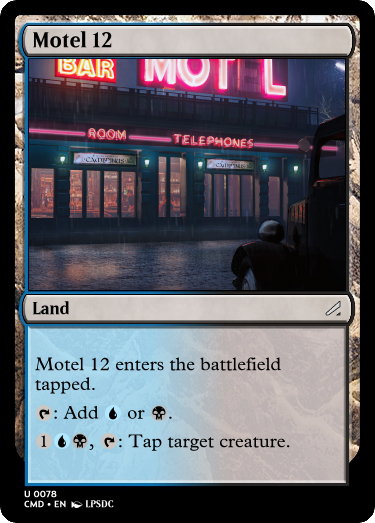 Motel 12
BAR MOTEL
ROOM TELEPHONES
Land
Motel 12 enters the battlefield
tapped.
: Add or .
1 , : Tap target creature.
U 0078
CMD • EN LPSDC